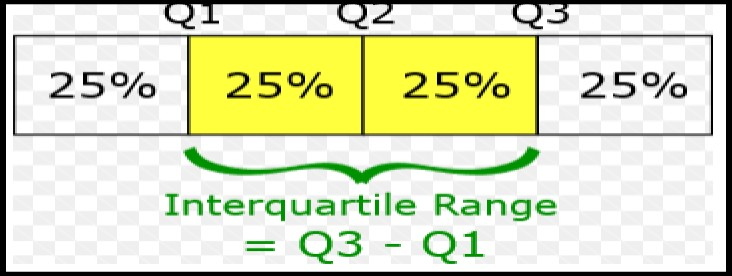 Q1 Q2 Q3
25% 25% 25% 25%
Interquartile Range
= Q3 - Q1